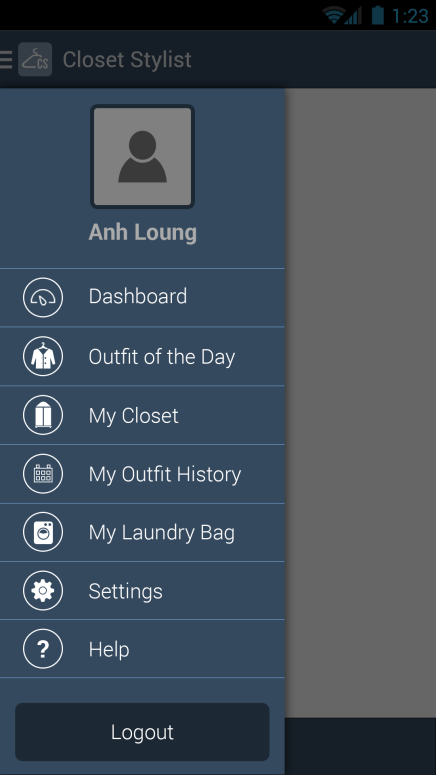 1:23
CS
Closet Stylist
Anh Loung
Dashboard
Outfit of the Day
My Closet
My Outfit History
My Laundry Bag
Settings
?
Help
Logout